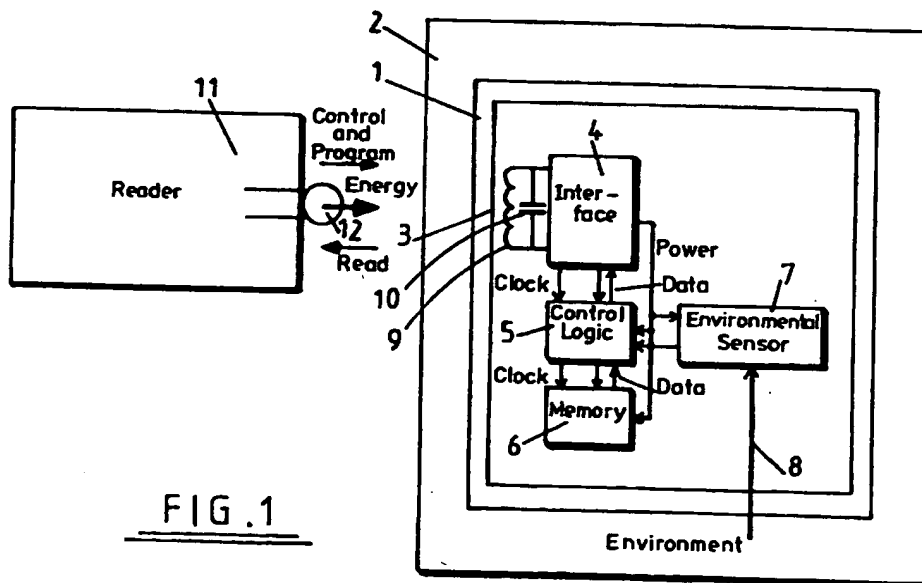 2
1
11
Control
and
Program
Reader
Energy
12
Read
3
10
9
4
Inter-
face
Power
Clock
Data
5
Control
Logic
7
Environmental
Sensor
Clock
Data
Memory
6
8
FIG.1
Environment